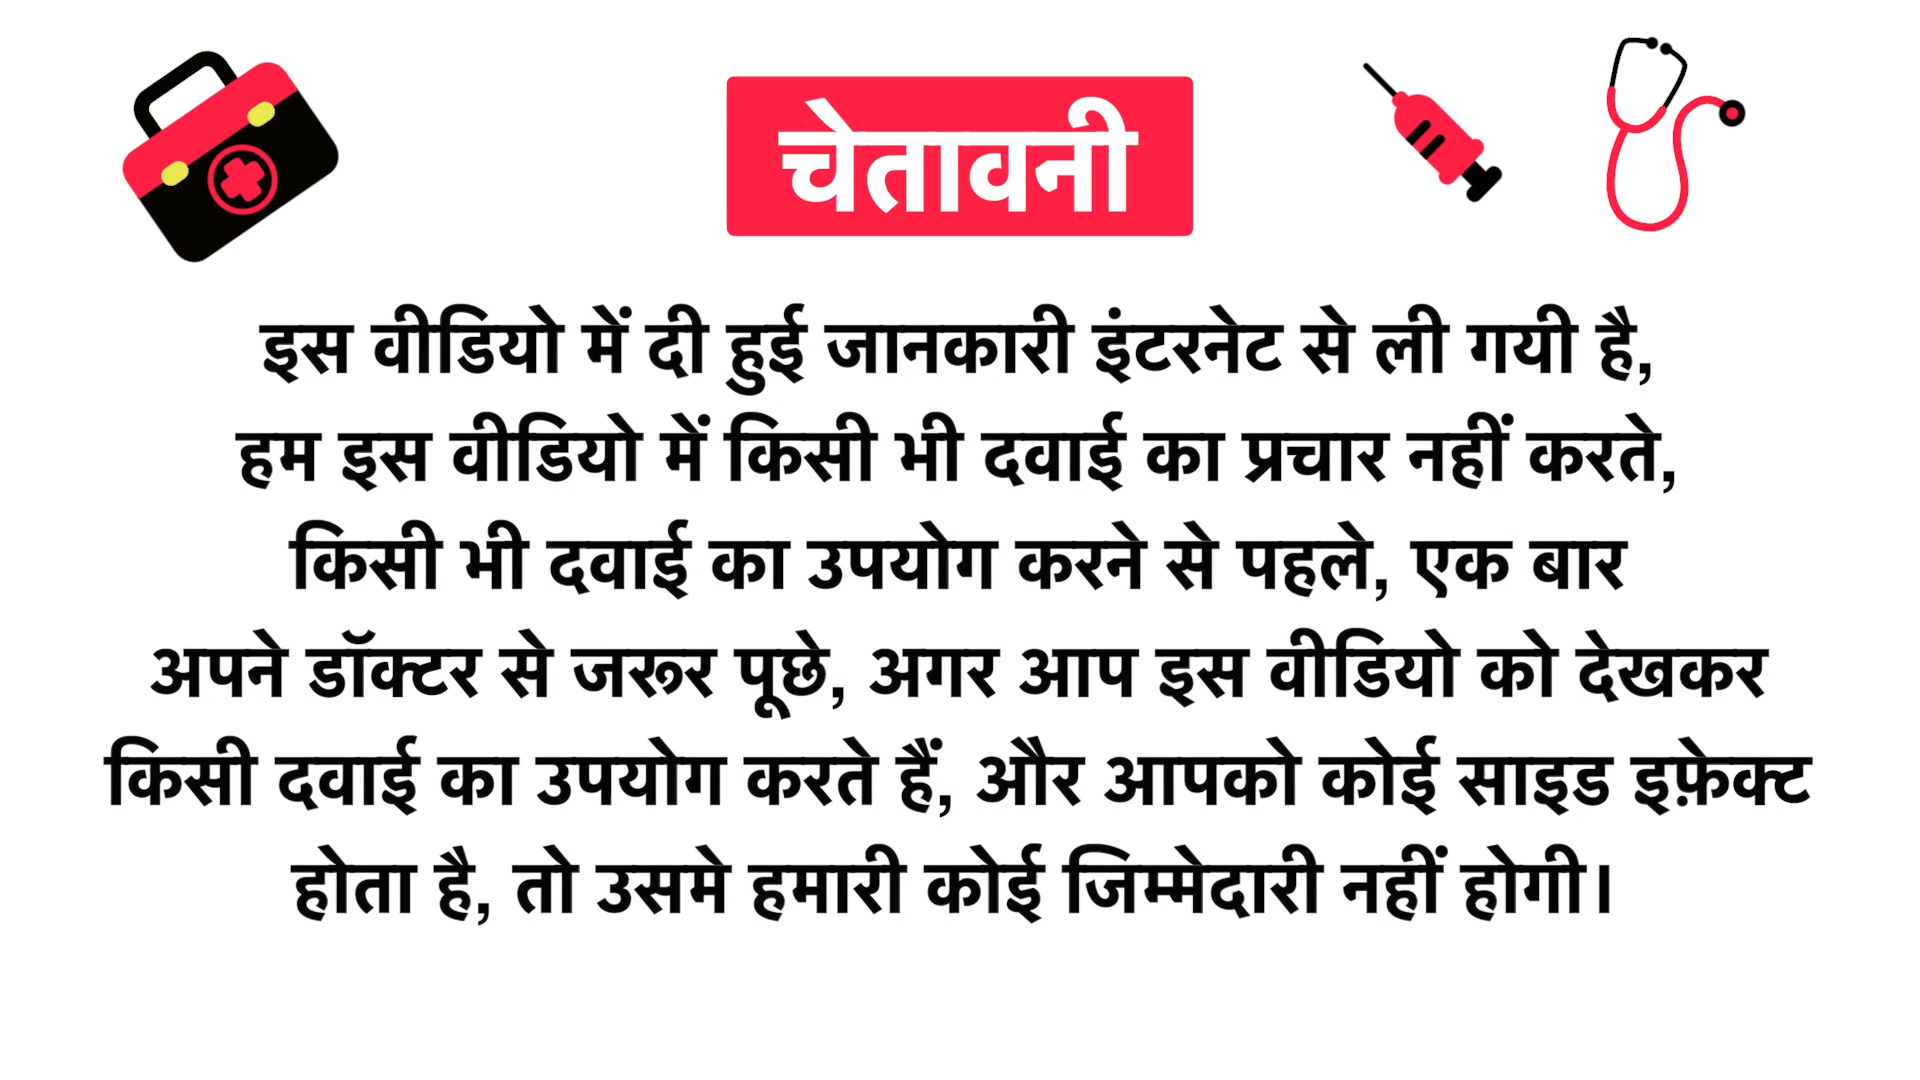 चेतावनी
इस वीडियो में दी हुई जानकारी इंटरनेट से ली गयी है,
हम इस वीडियो में किसी भी दवाई का प्रचार नहीं करते,
किसी भी दवाई का उपयोग करने से पहले, एक बार
अपने डॉक्टर से जरूर पूछे, अगर आप इस वीडियो को देखकर
किसी दवाई का उपयोग करते हैं, और आपको कोई साइड इफ़ेक्ट
होता है, तो उसमे हमारी कोई जिम्मेदारी नहीं होगी।